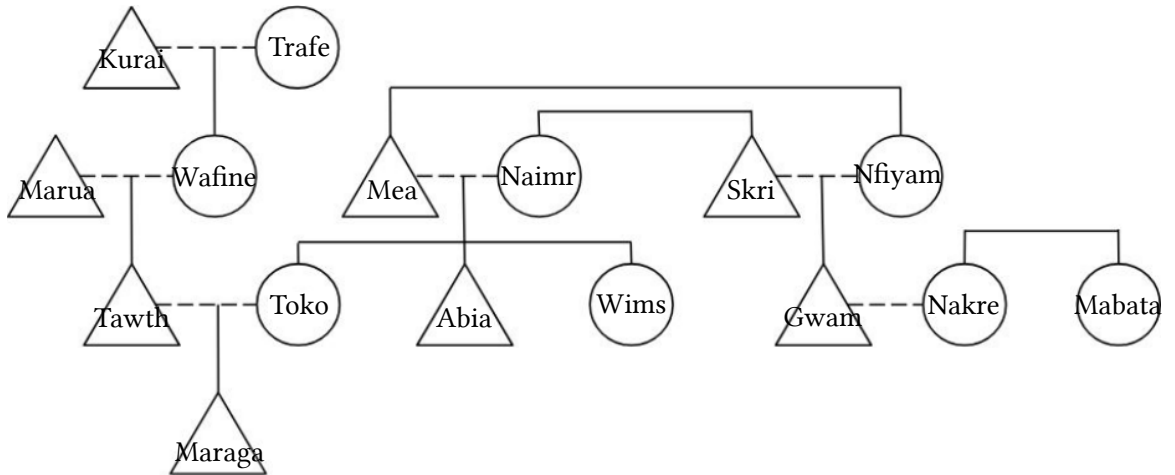 Kurai
Trafe
Marua
Wafine
Mea
Naimr
Skri
Nfiyam
Tawth
Toko
Abia
Wims
Gwam
Nakre
Mabata
Maraga